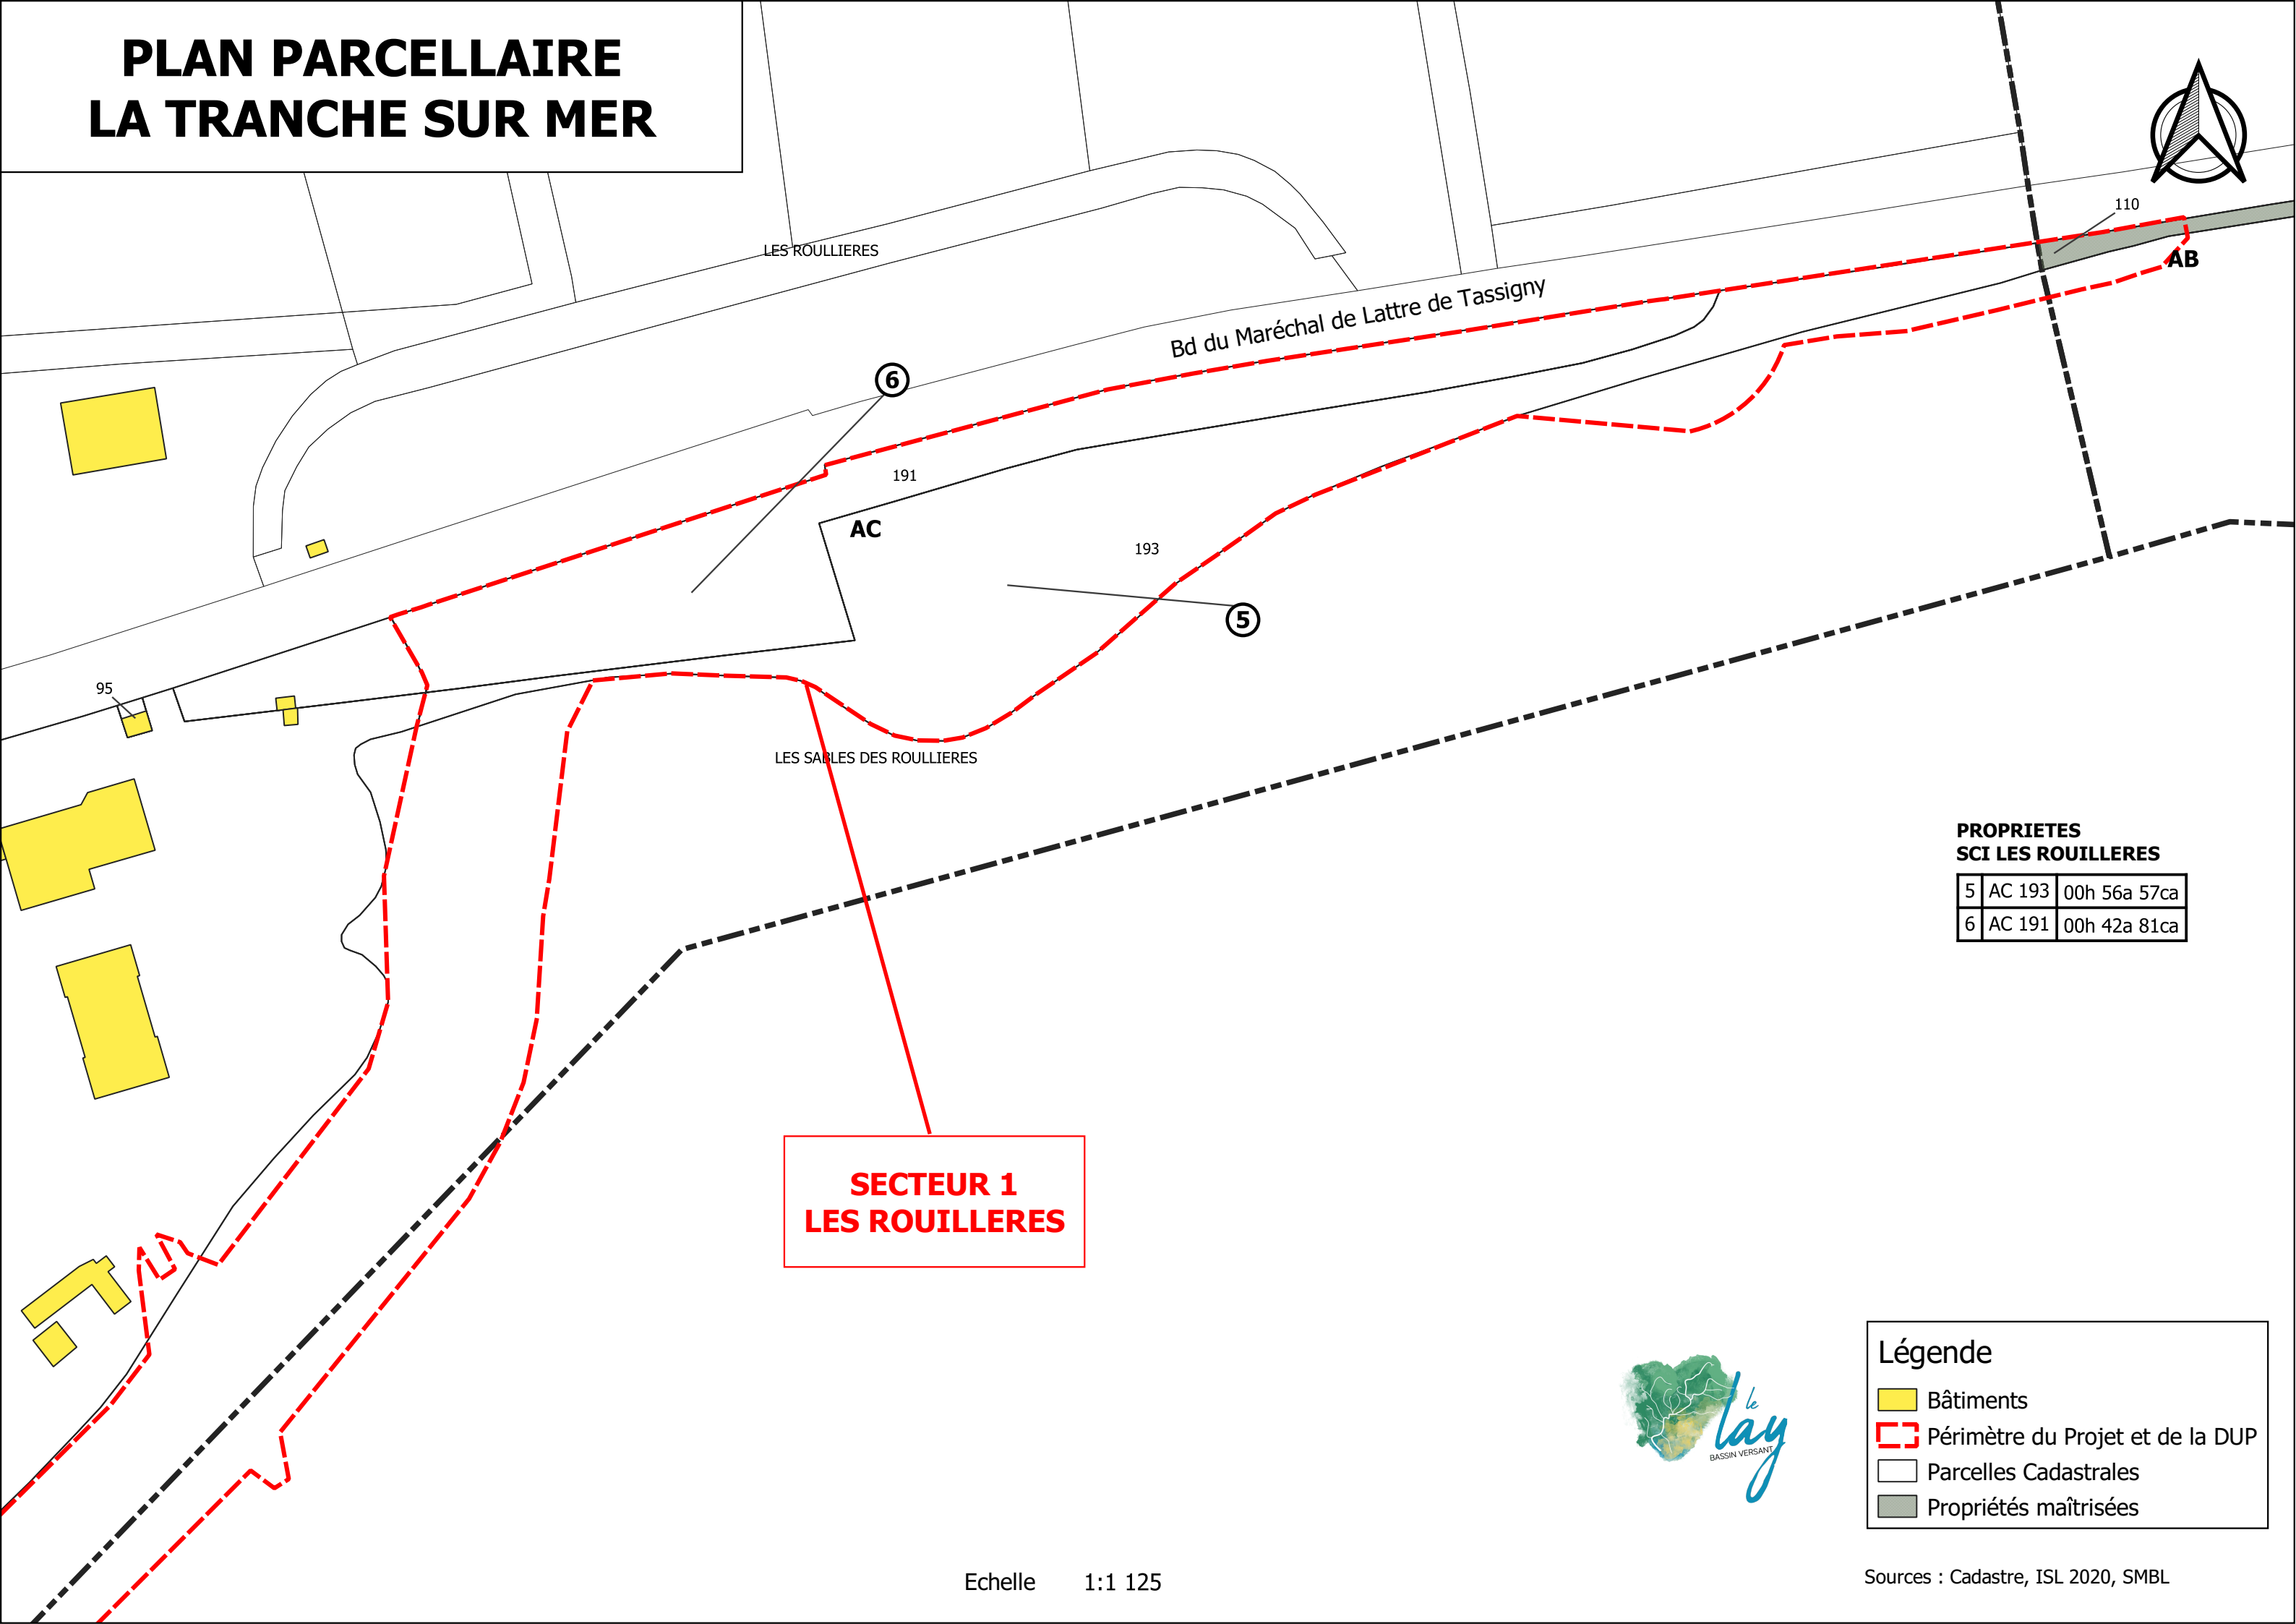 PLAN PARCELLAIRE
LA TRANCHE SUR MER
110
AB
LES ROULLIERES
Bd du Maréchal de Lattre de Tassigny
6
191
AC
193
5
95
LES SABLES DES ROULLIERES
PROPRIETES
SCI LES ROUILLERES
5 AC 193 00h 56a 57ca
6 AC 191 00h 42a 81ca
SECTEUR 1
LES ROUILLERES
le
lay
BASSIN VERSANT
Légende
Bâtiments
Périmètre du Projet et de la DUP
Parcelles Cadastrales
Propriétés maîtrisées
Echelle 1:1 125
Sources : Cadastre, ISL 2020, SMBL